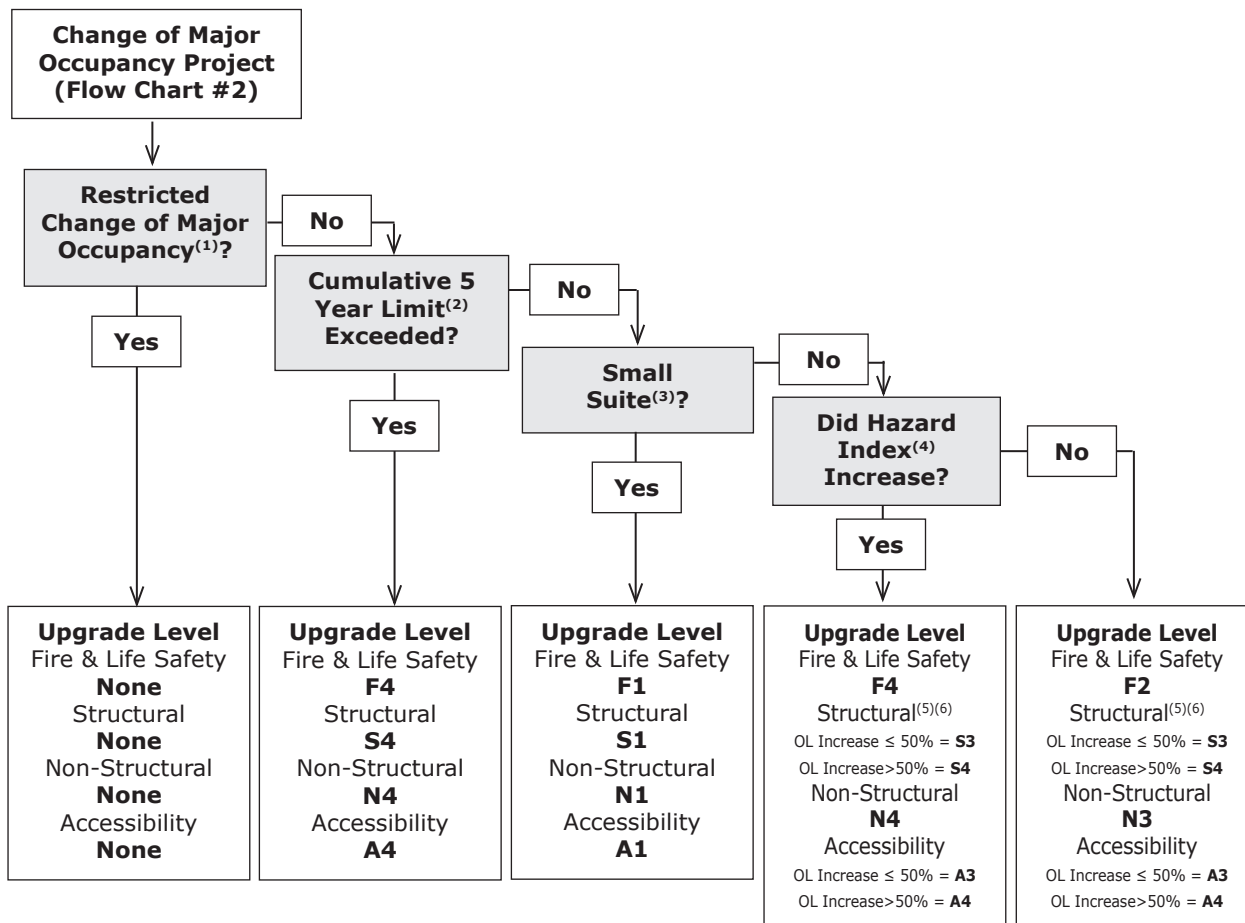 Change of Major
Occupancy Project
(Flow Chart #2)
Restricted
Change of Major
Occupancy(1)?
No
Yes
Cumulative 5
Year Limit(2)
Exceeded?
No
Yes
Small
Suite(3)?
No
Yes
Did Hazard
Index(4)
Increase?
No
Yes
Upgrade Level
Fire & Life Safety
None
Structural
None
Non-Structural
None
Accessibility
None
Upgrade Level
Fire & Life Safety
F4
Structural
S4
Non-Structural
N4
Accessibility
A4
Upgrade Level
Fire & Life Safety
F1
Structural
S1
Non-Structural
N1
Accessibility
A1
Upgrade Level
Fire & Life Safety
F4
Structural(5)(6)
OL Increase ≤ 50% = S3
OL Increase>50% = S4
Non-Structural
N4
Accessibility
OL Increase ≤ 50% = A3
OL Increase>50% = A4
Upgrade Level
Fire & Life Safety
F2
Structural(5)(6)
OL Increase ≤ 50% = S3
OL Increase>50% = S4
Non-Structural
N3
Accessibility
OL Increase ≤ 50% = A3
OL Increase>50% = A4